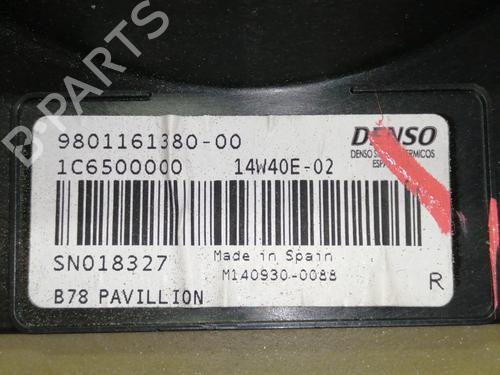 9801161380-00
DENSO
1C6500000 14W40E-02
DENSO
ESPA
SN018327
Made in Spain
M140930-0088
B78 PAVILLION
R
B-PARTS